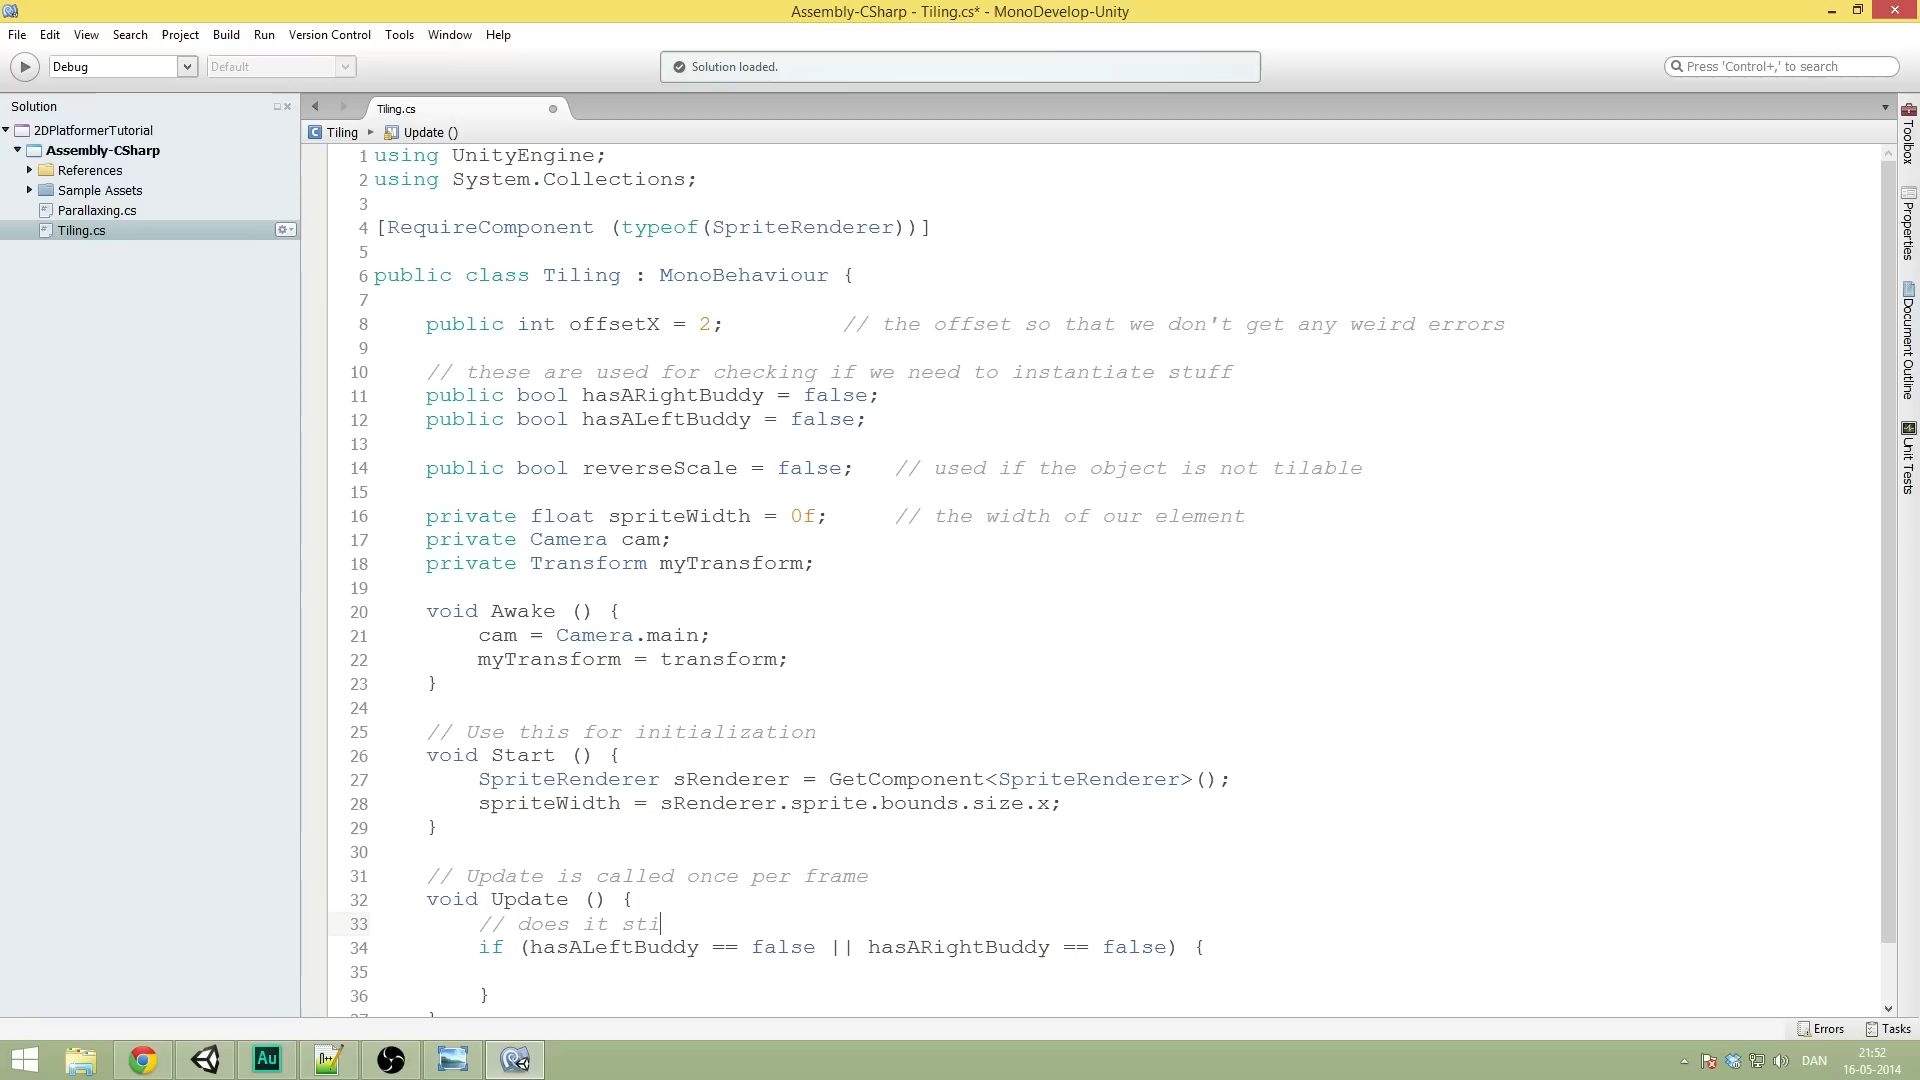 Assembly-CSharp - Tiling.cs* - MonoDevelop-Unity
File Edit View Search Project Build Run Version Control Tools Window Help
Debug
Default
Solution loaded.
Press 'Control+,' to search
Solution
2DPlatformerTutorial
Assembly-CSharp
References
Sample Assets
Parallaxing.cs
Tiling.cs
Tiling.cs
Tiling Update ()
1 using UnityEngine;
2 using System.Collections;
3
4 [RequireComponent (typeof(SpriteRenderer))]
5
6 public class Tiling : MonoBehaviour {
7
8 public int offsetX = 2; // the offset so that we don't get any weird errors
9
10 // these are used for checking if we need to instantiate stuff
11 public bool hasARightBuddy = false;
12 public bool hasALeftBuddy = false;
13
14 public bool reverseScale = false; // used if the object is not tilable
15
16 private float spriteWidth = 0f; // the width of our element
17 private Camera cam;
18 private Transform myTransform;
19
20 void Awake () {
21 cam = Camera.main;
22 myTransform = transform;
23 }
24
25 // Use this for initialization
26 void Start () {
27 SpriteRenderer sRenderer = GetComponent<SpriteRenderer>();
28 spriteWidth = sRenderer.sprite.bounds.size.x;
29 }
30
31 // Update is called once per frame
32 void Update () {
33 // does it sti
34 if (hasALeftBuddy == false || hasARightBuddy == false) {
35
36 }
Toolbox
Properties
Document Outline
Unit Tests
Errors
Tasks
Au
DAN
21:52
16-05-2014